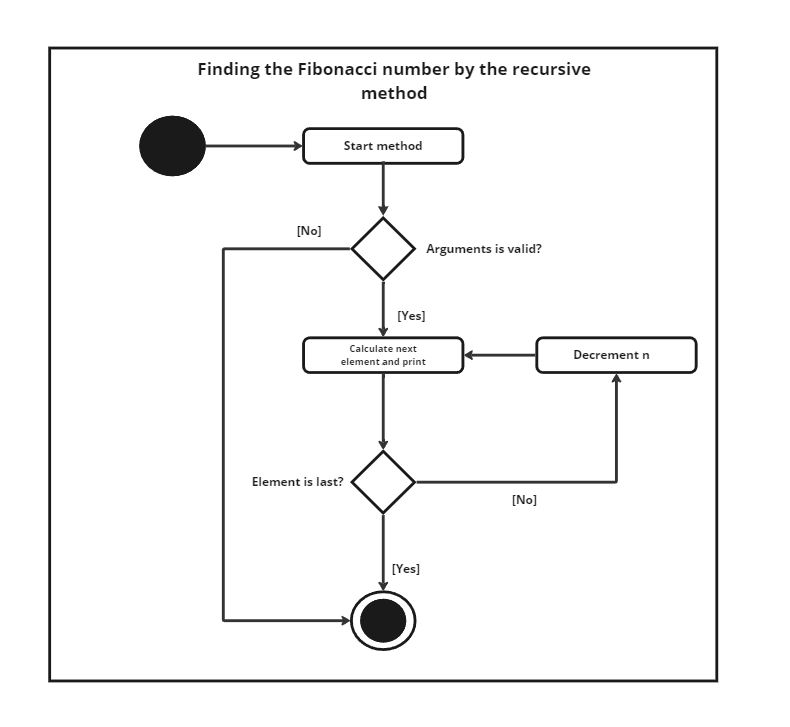 Finding the Fibonacci number by the recursive
method
Start method
[No]
Arguments is valid?
[Yes]
Calculate next
element and print
Decrement n
Element is last?
[No]
[Yes]